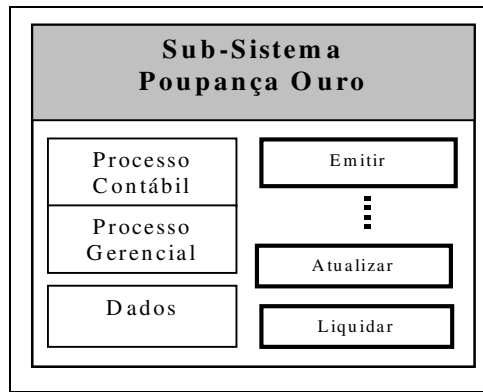 Sub-Sistema
Poupança Ouro
Processo
Contábil
Processo
Gerencial
Dados
Emitir
Atualizar
Liquidar